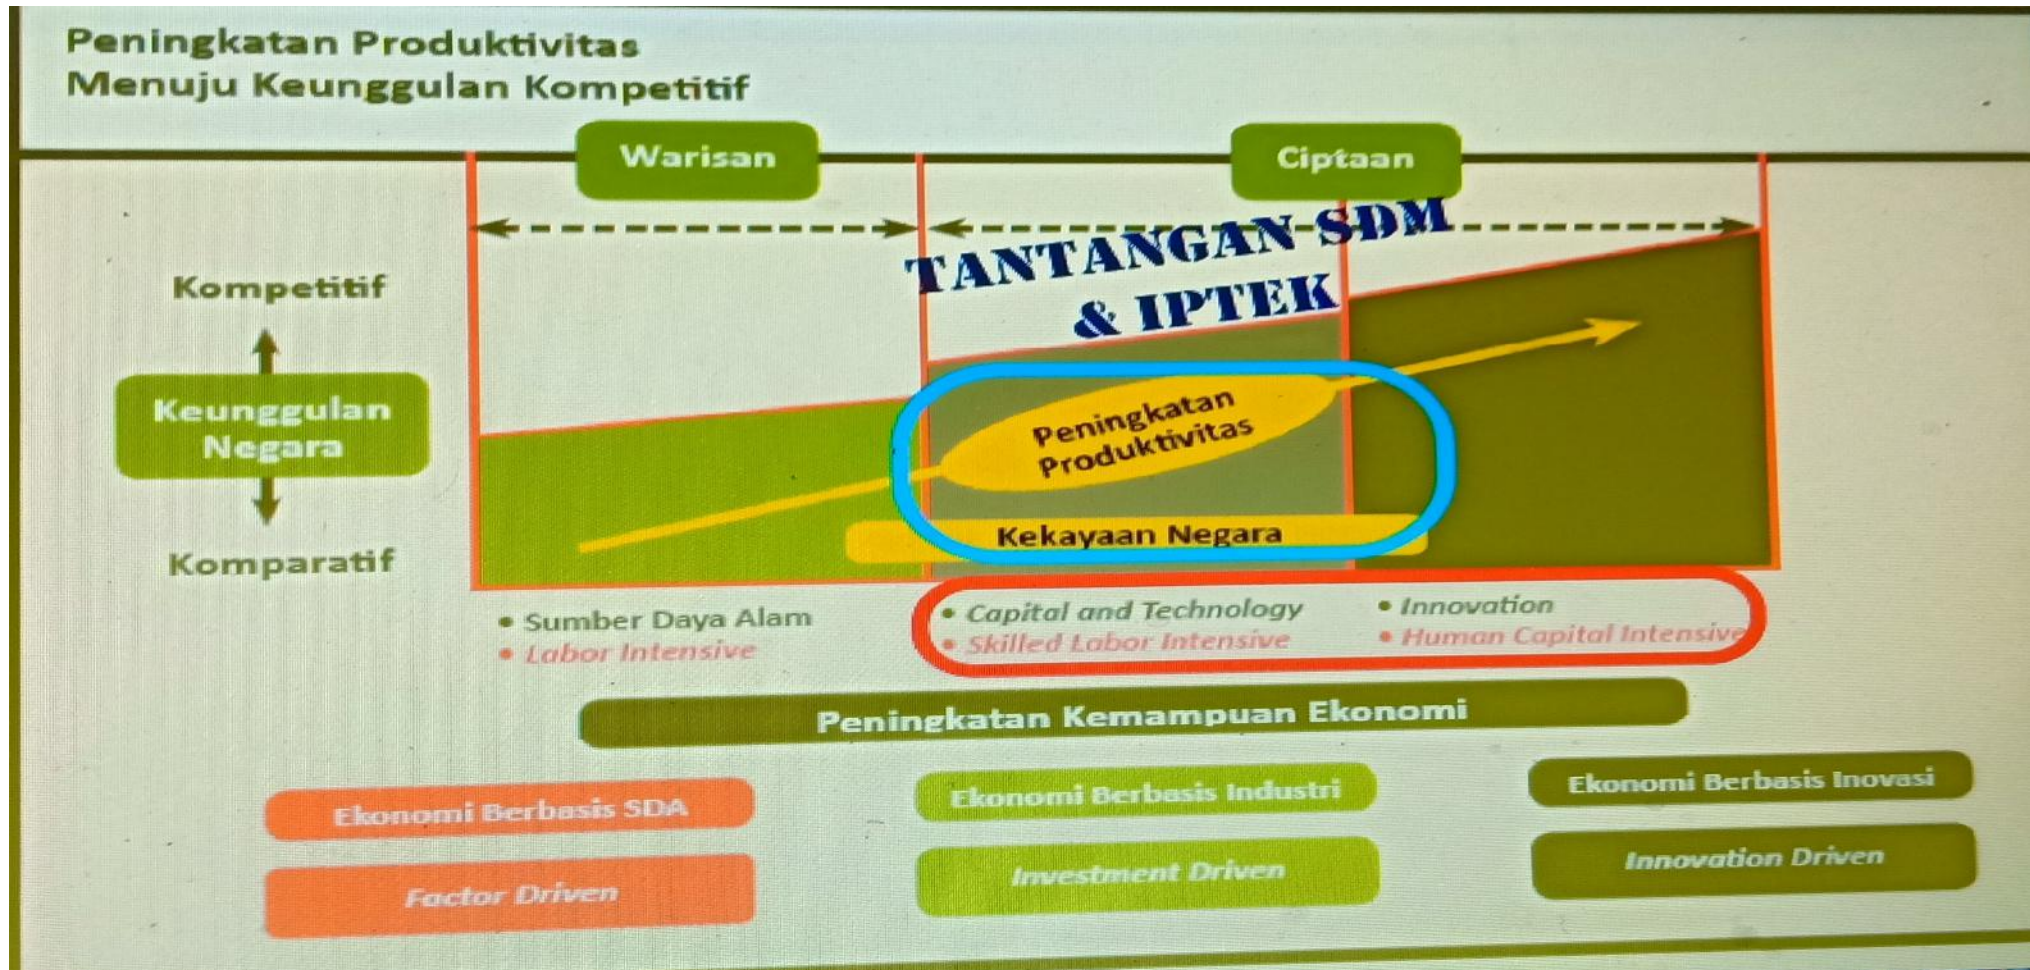 Peningkatan Produktivitas
Menuju Keunggulan Kompetitif
Warisan
Ciptaan
TANTANGAN SDM
& IPTEK
Kompetitif
Keunggulan
Negara
Komparatif
Peningkatan
Produktivitas
Kekayaan Negara
• Sumber Daya Alam
• Labor Intensive
• Capital and Technology
• Skilled Labor Intensive
• Innovation
• Human Capital Intensive
Peningkatan Kemampuan Ekonomi
Ekonomi Berbasis SDA
Ekonomi Berbasis Industri
Ekonomi Berbasis Inovasi
Factor Driven
Investment Driven
Innovation Driven